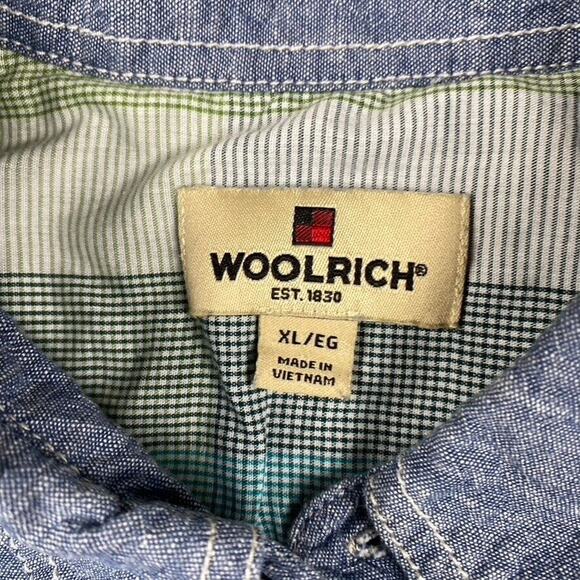 WOOLRICH®
EST. 1830
XL/EG
MADE IN
VIETNAM